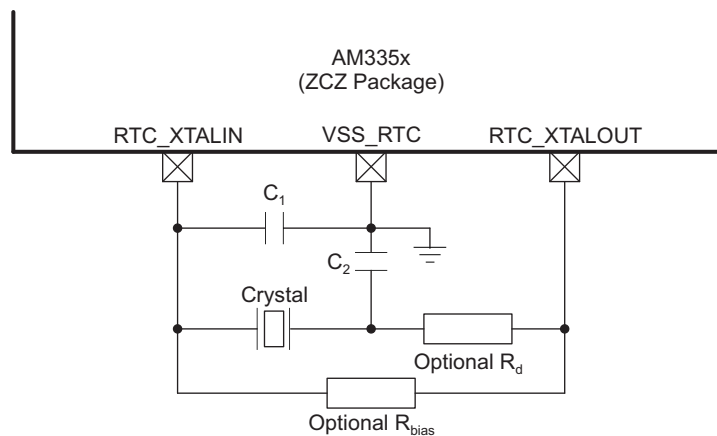 AM335x
(ZCZ Package)
RTC_XTALIN VSS_RTC RTC_XTALOUT
C1
C2
Crystal
Optional Rd
Optional Rbias